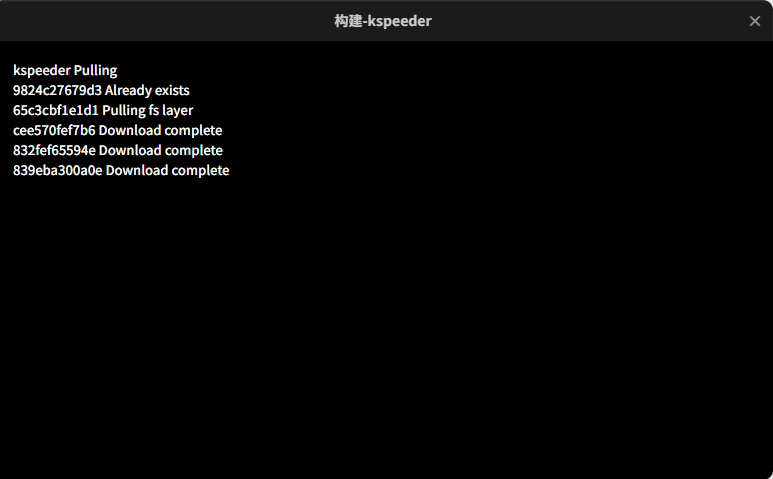 构建-kspeeder
kspeeder Pulling
9824c27679d3 Already exists
65c3cbf1e1d1 Pulling fs layer
cee570fef7b6 Download complete
832fef65594e Download complete
839eba300a0e Download complete